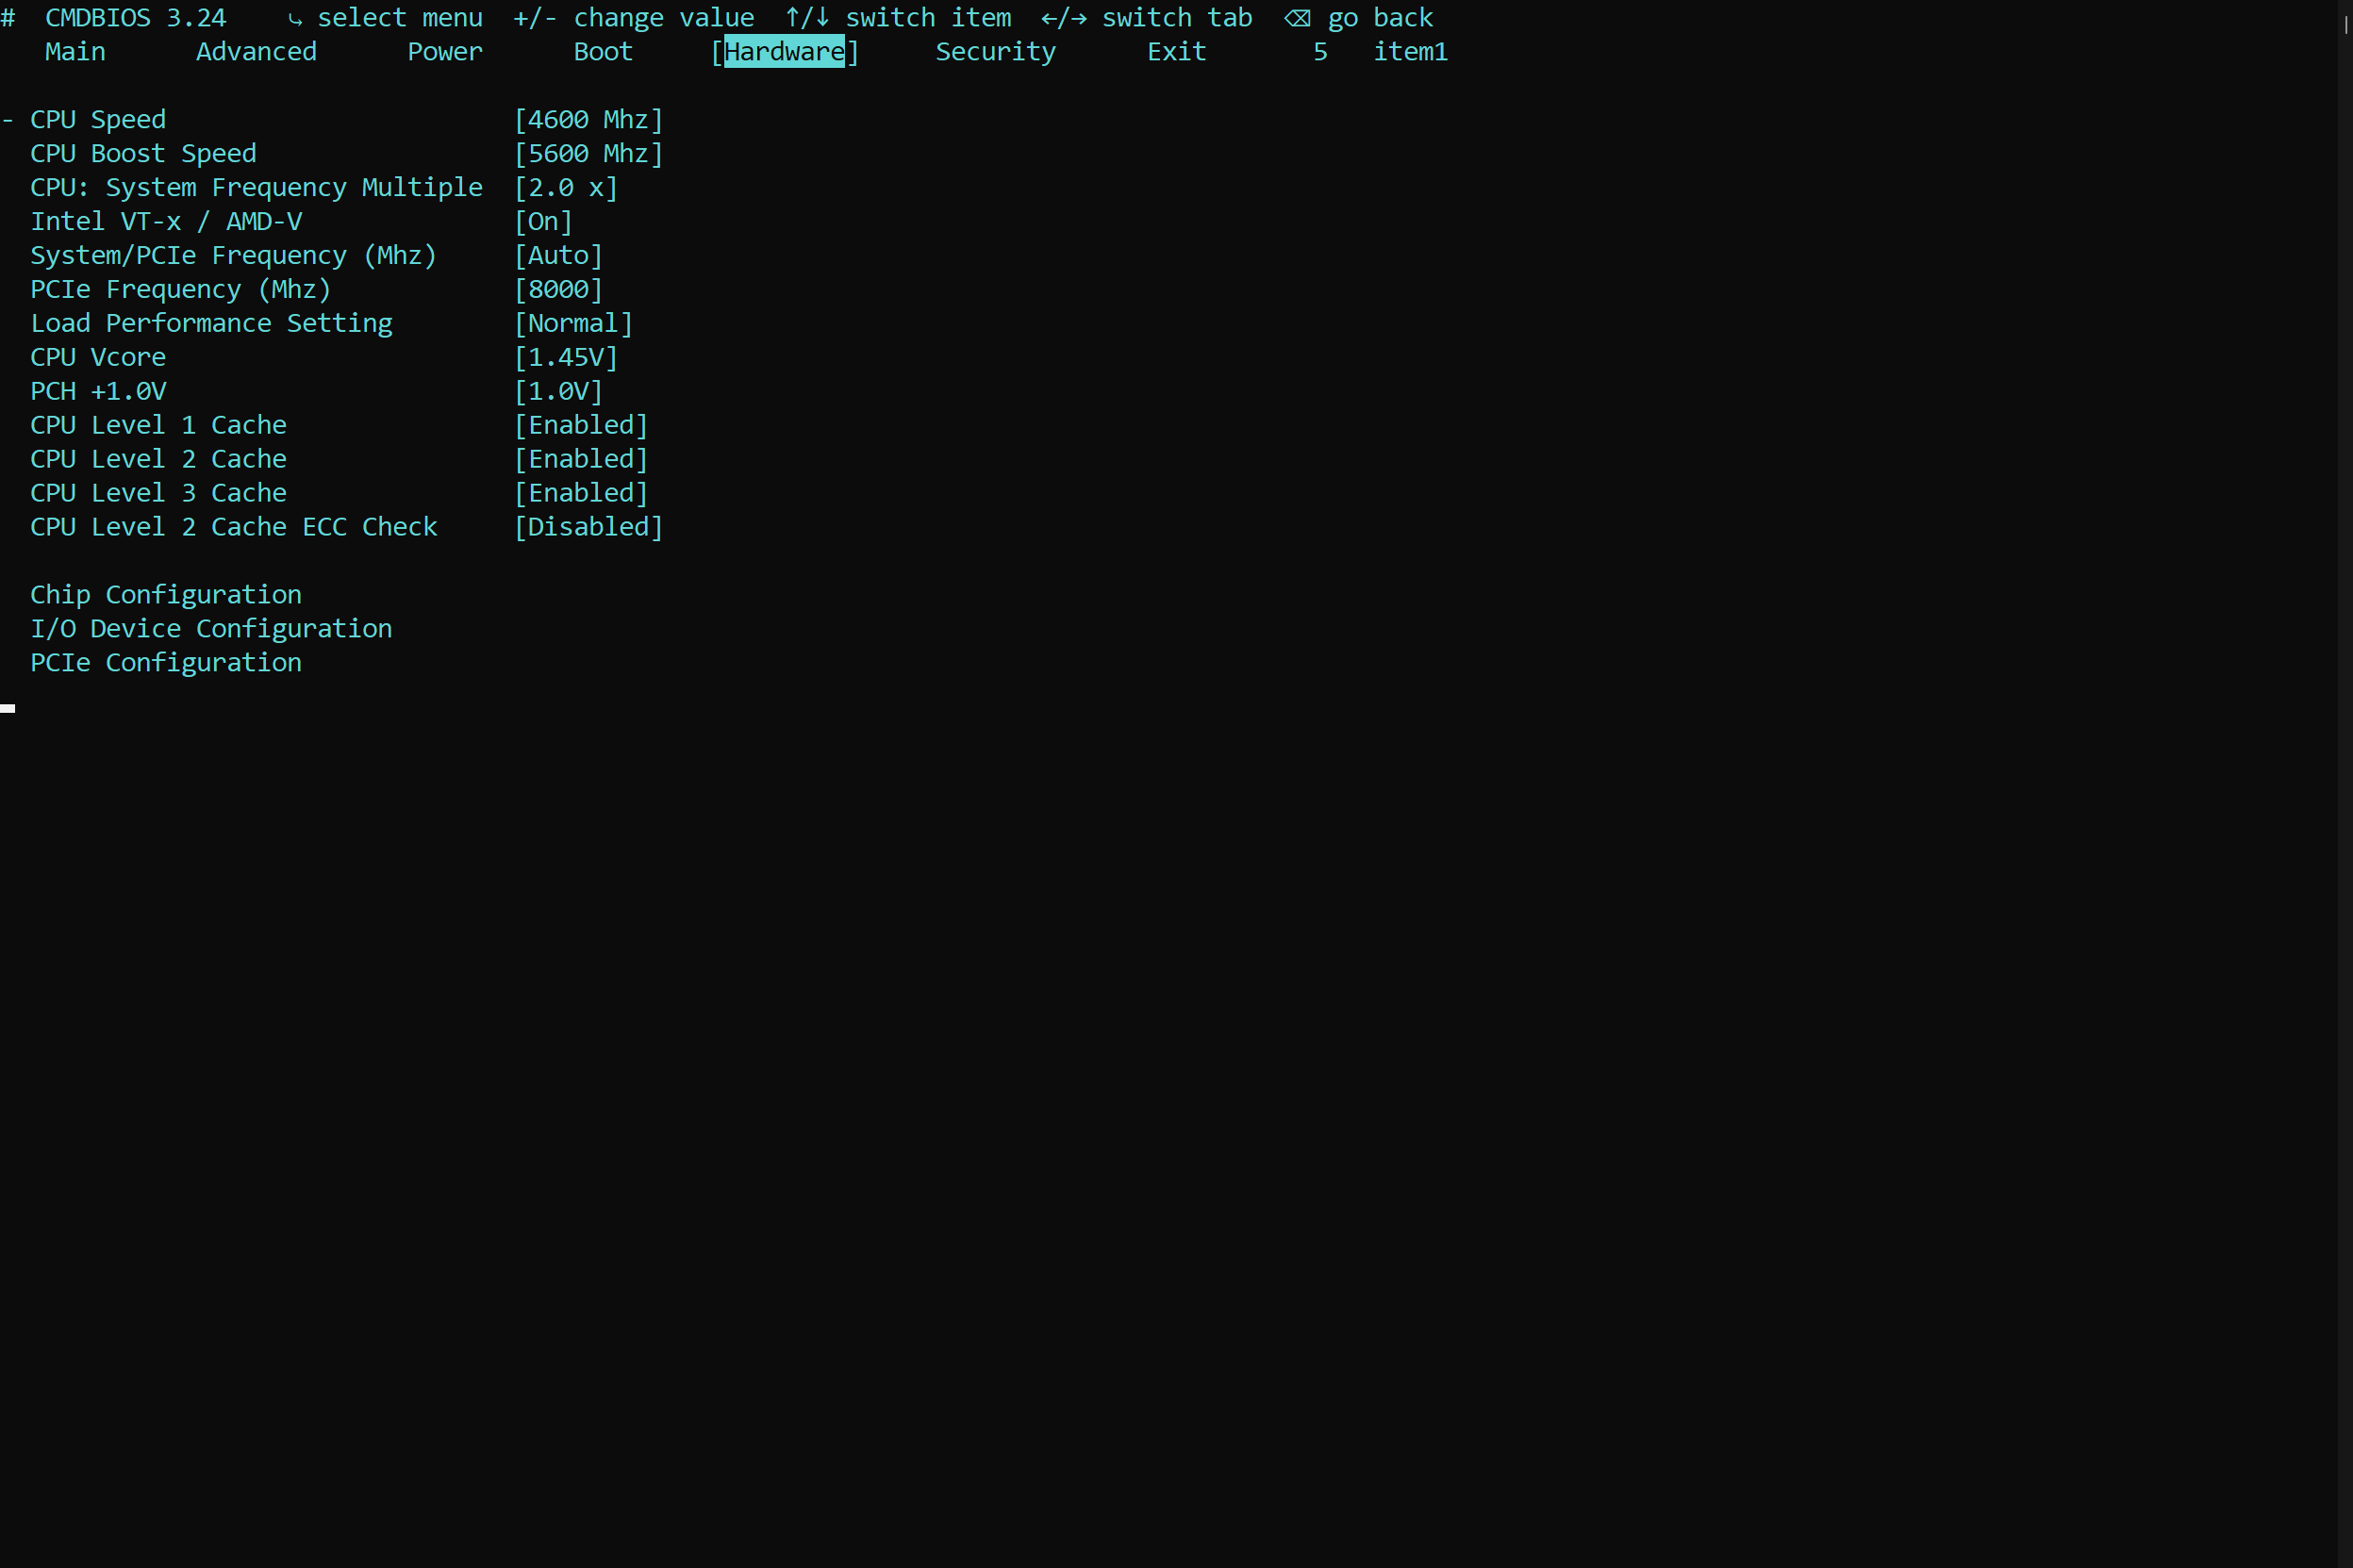 #  CMDBIOS 3.24    ⤷ select menu  +/- change value  ↑/↓ switch item  ←/→ switch tab  ⌫ go back
Main      Advanced      Power      Boot     [Hardware]     Security      Exit       5   item1
- CPU Speed                       [4600 Mhz]
CPU Boost Speed                 [5600 Mhz]
CPU: System Frequency Multiple  [2.0 x]
Intel VT-x / AMD-V              [On]
System/PCIe Frequency (Mhz)     [Auto]
PCIe Frequency (Mhz)            [8000]
Load Performance Setting        [Normal]
CPU Vcore                       [1.45V]
PCH +1.0V                       [1.0V]
CPU Level 1 Cache               [Enabled]
CPU Level 2 Cache               [Enabled]
CPU Level 3 Cache               [Enabled]
CPU Level 2 Cache ECC Check     [Disabled]
Chip Configuration
I/O Device Configuration
PCIe Configuration